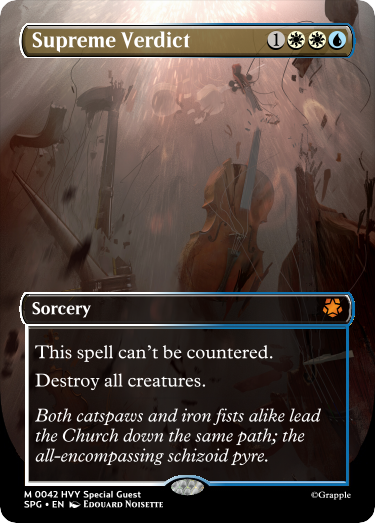 Supreme Verdict 1
Sorcery
This spell can't be countered.
Destroy all creatures.
Both catspaws and iron fists alike lead
the Church down the same path; the
all-encompassing schizoid pyre.
M 0042 HVY Special Guest
SPG • EN Edouard Noisette
©Grapple